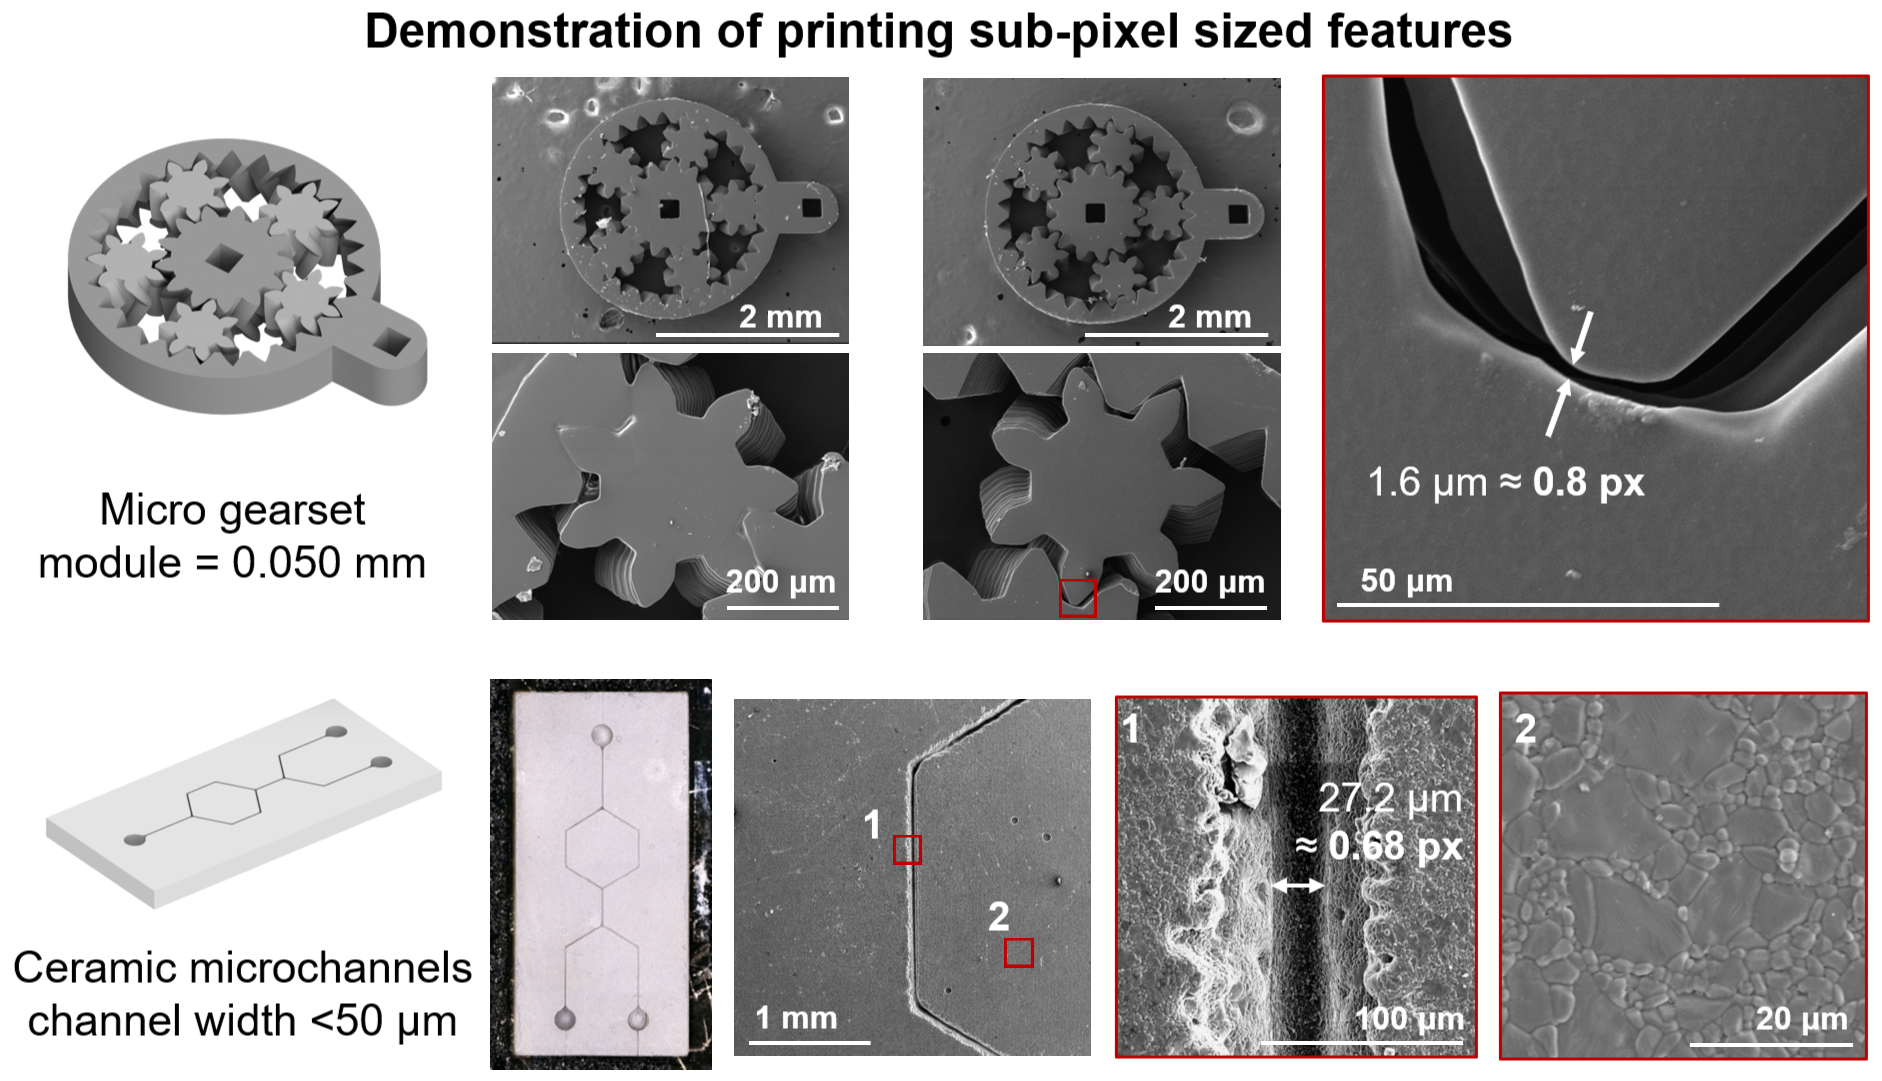 Demonstration of printing sub-pixel sized features
2 mm
2 mm
1.6 µm ≈ 0.8 px
50 µm
Micro gearset
module = 0.050 mm
200 µm
200 µm
Ceramic microchannels
channel width <50 µm
1
2
1 mm
1
27.2 µm
≈ 0.68 px
100 µm
2
20 µm